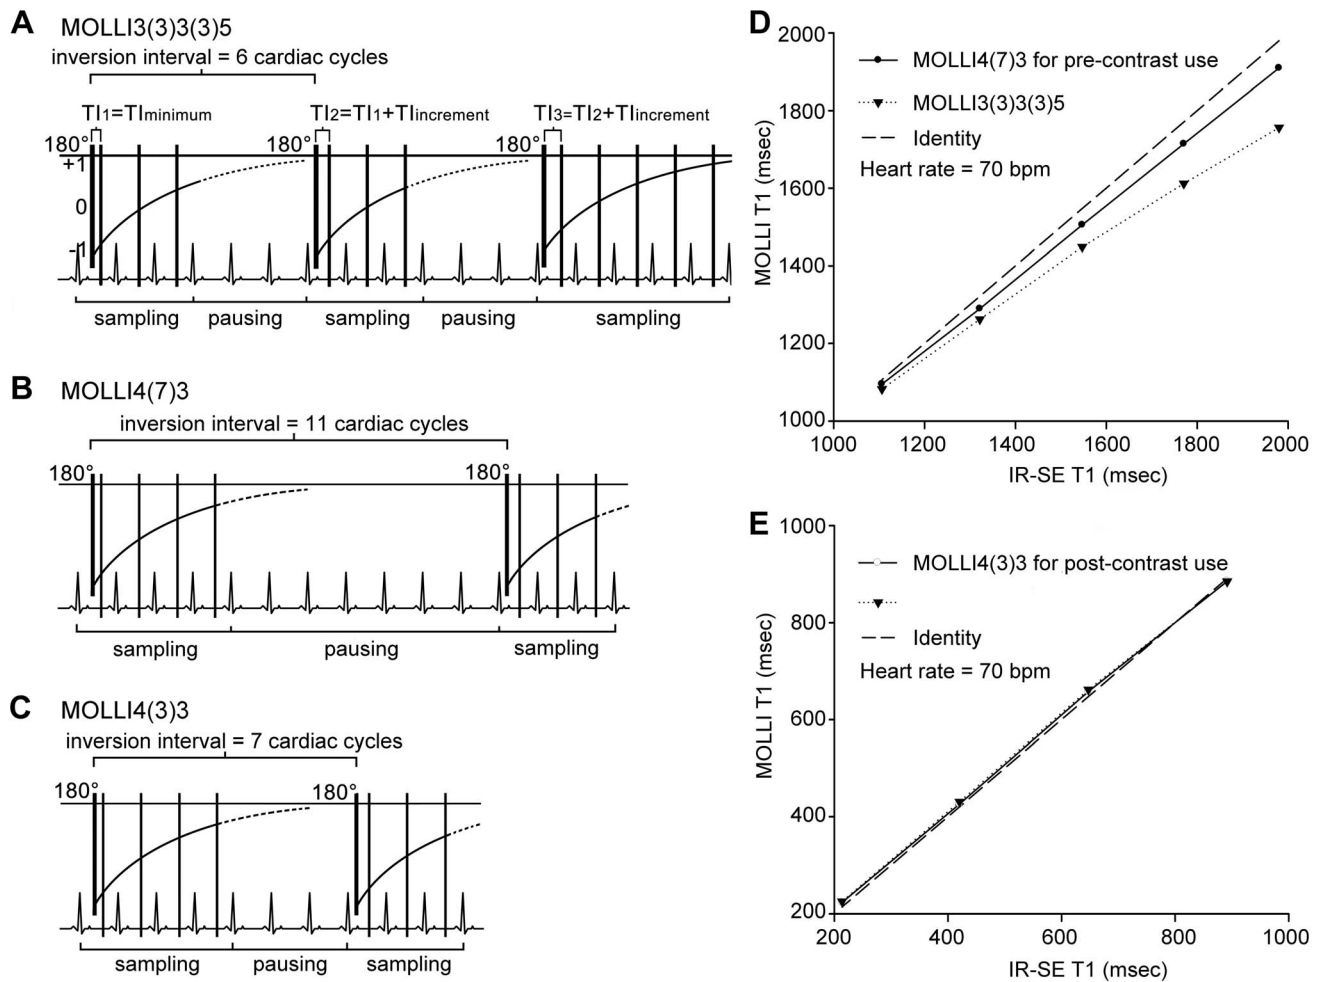 A MOLLI3(3)3(3)5
inversion interval = 6 cardiac cycles
TI1=TIminimum
TI2=TI1+TIincrement
TI3=TI2+TIincrement
180° 180° 180°
+1
0
-1
sampling pausing sampling pausing sampling
B MOLLI4(7)3
inversion interval = 11 cardiac cycles
180° 180°
sampling pausing sampling
C MOLLI4(3)3
inversion interval = 7 cardiac cycles
180° 180°
sampling pausing sampling
D
MOLLI4(7)3 for pre-contrast use
MOLLI3(3)3(3)5
Identity
Heart rate = 70 bpm
MOLLI T1 (msec)
2000
1800
1600
1400
1200
1000
1000 1200 1400 1600 1800 2000
IR-SE T1 (msec)
E
MOLLI4(3)3 for post-contrast use
Identity
Heart rate = 70 bpm
MOLLI T1 (msec)
1000
800
600
400
200
200 400 600 800 1000
IR-SE T1 (msec)